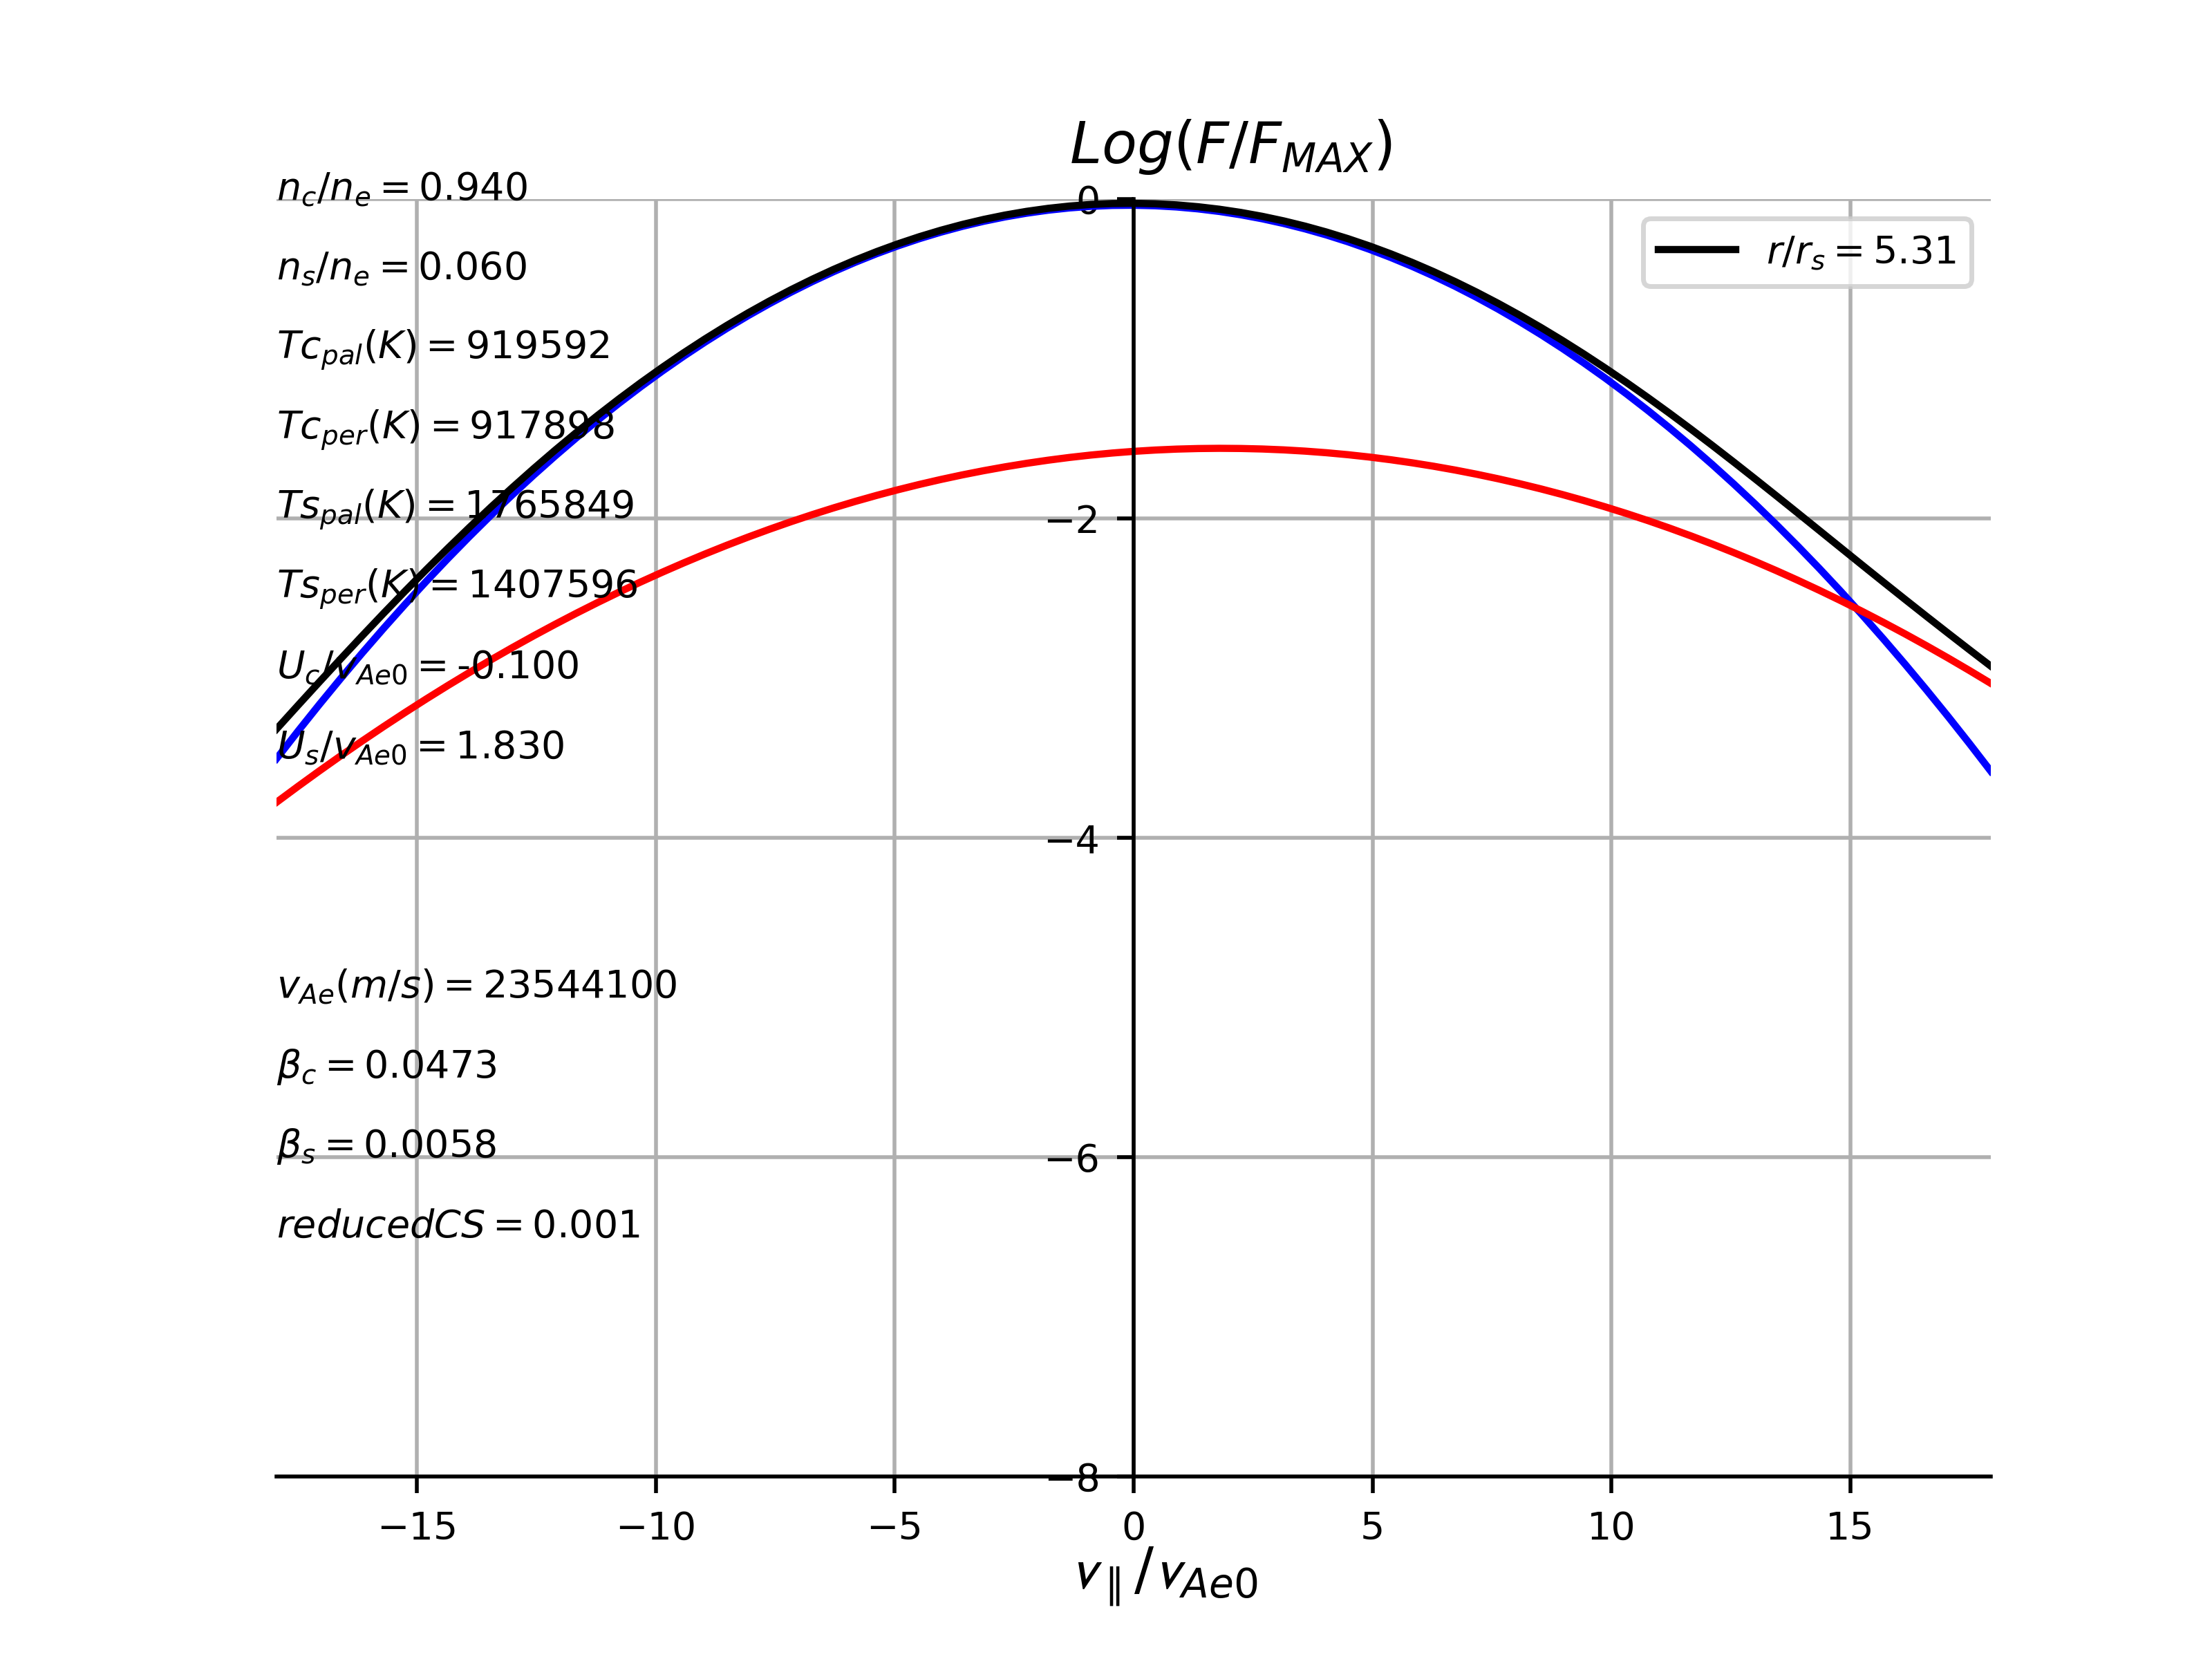 Log(F/F_MAX)
n_c/n_e = 0.940
0
n_s/n_e = 0.060
r/r_s = 5.31
Tc_pal(K) = 919592
Tc_per(K) = 917898
Ts_pal(K) = 1765849
−2
Ts_per(K) = 1407596
U_c/v_Ae0 = -0.100
U_s/v_Ae0 = 1.830
−4
v_Ae(m/s) = 23544100
β_c = 0.0473
β_s = 0.0058
−6
reducedCS = 0.001
−8
−15 −10 −5 0 5 10 15
v_∥/v_Ae0